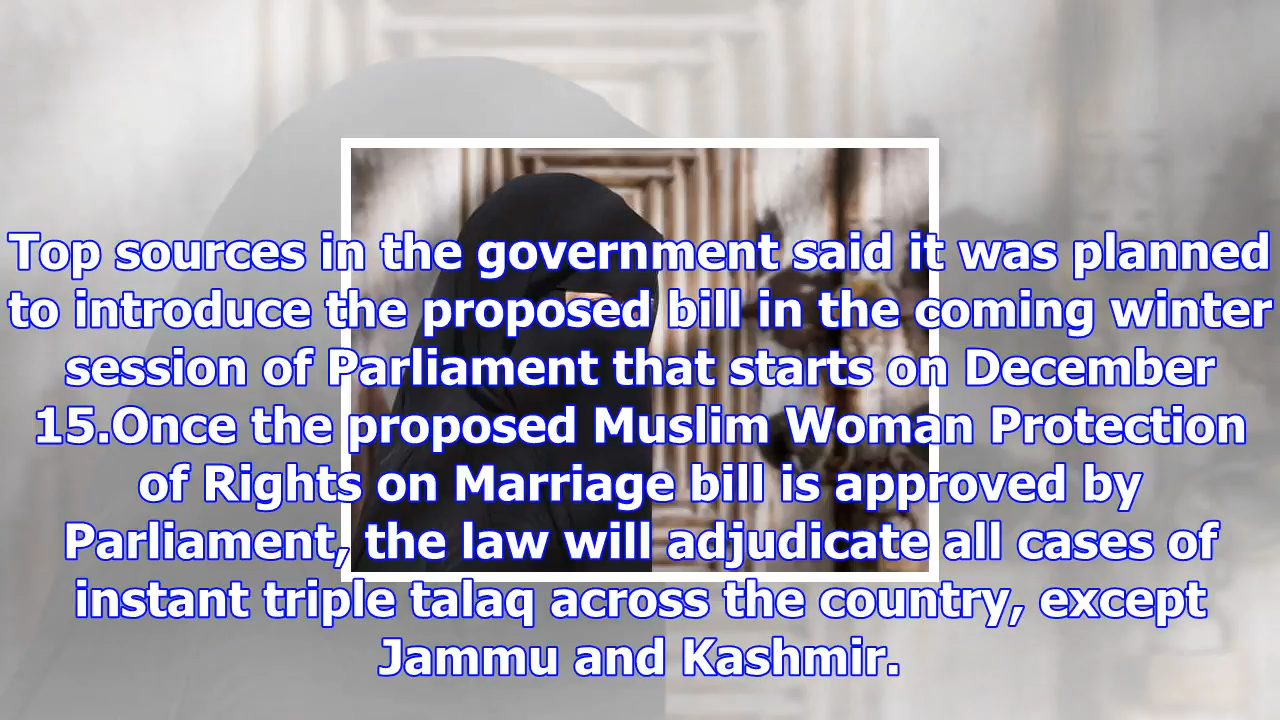 Top sources in the government said it was planned
to introduce the proposed bill in the coming winter
session of Parliament that starts on December
15.Once the proposed Muslim Woman Protection
of Rights on Marriage bill is approved by
Parliament, the law will adjudicate all cases of
instant triple talaq across the country, except
Jammu and Kashmir.